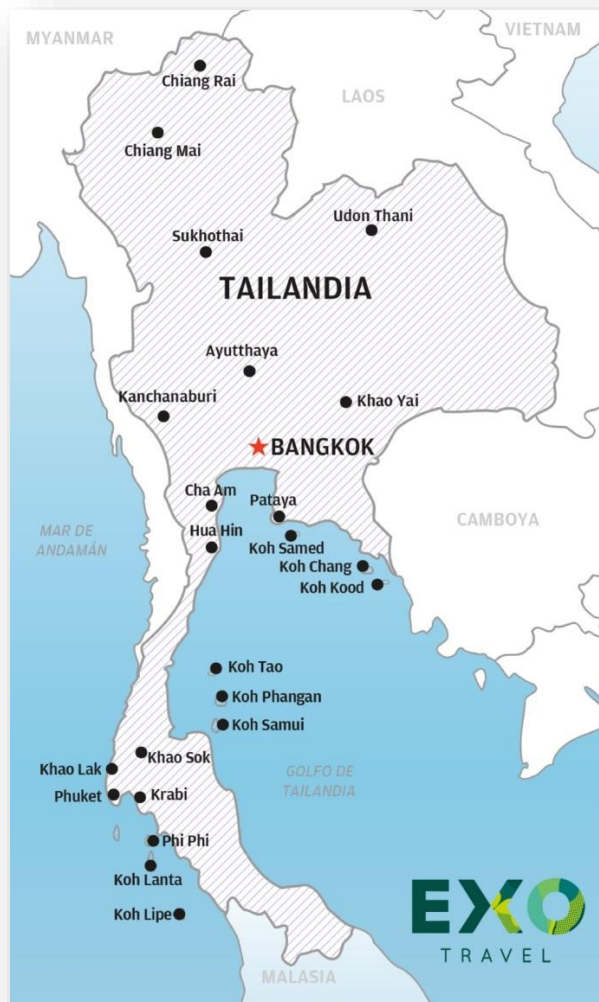 MYANMAR
VIETNAM
Chiang Rai
LAOS
Chiang Mai
Udon Thani
Sukhothai
TAILANDIA
Ayutthaya
Kanchanaburi
Khao Yai
BANGKOK
Cha Am
Pataya
MAR DE
ANDAMÁN
Hua Hin
Koh Samed
CAMBOYA
Koh Chang
Koh Kood
Koh Tao
Koh Phangan
Koh Samui
Khao Sok
Khao Lak
GOLFO DE
TAILANDIA
Phuket
Krabi
Phi Phi
Koh Lanta
Koh Lipe
EXO
TRAVEL
MALASIA